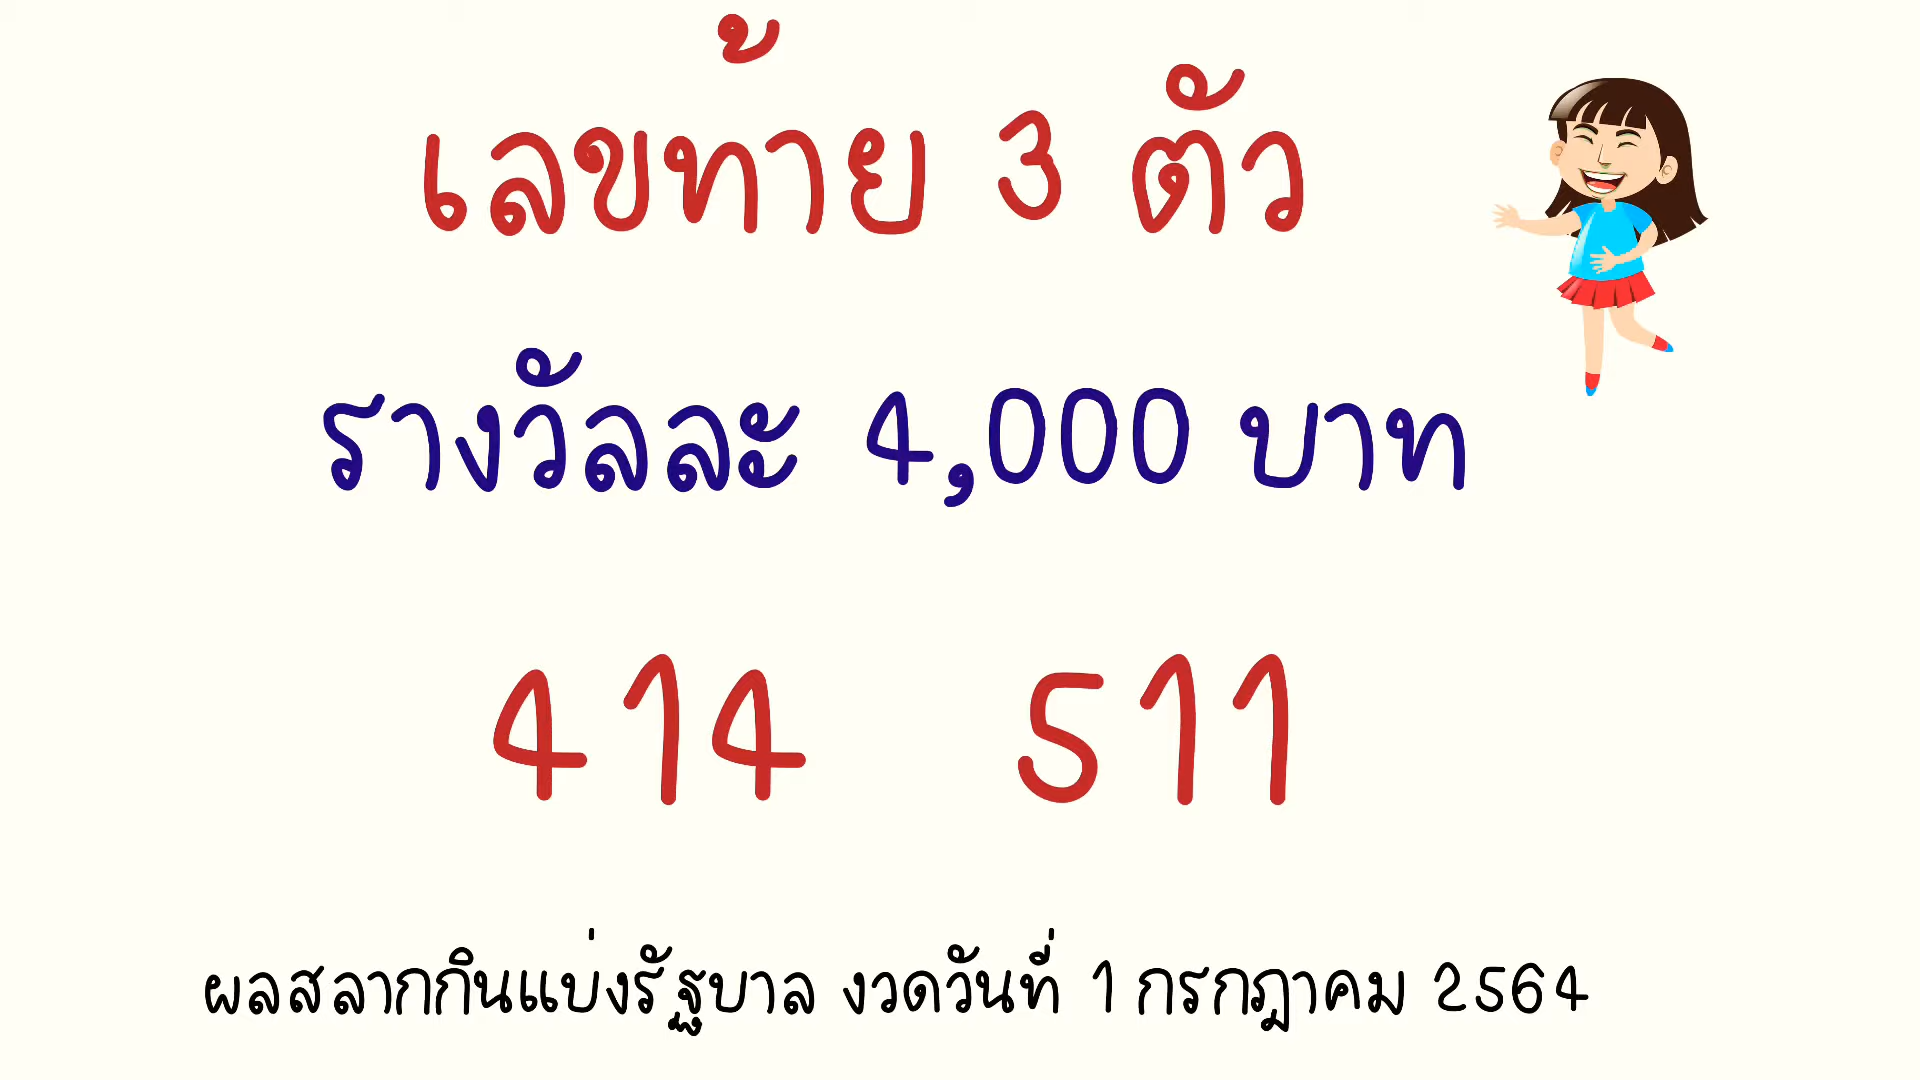 เลขท้าย 3 ตัว
รางวัลละ 4,000 บาท
414 511
ผลสลากกินแบ่งรัฐบาล งวดวันที่ 1 กรกฎาคม 2564